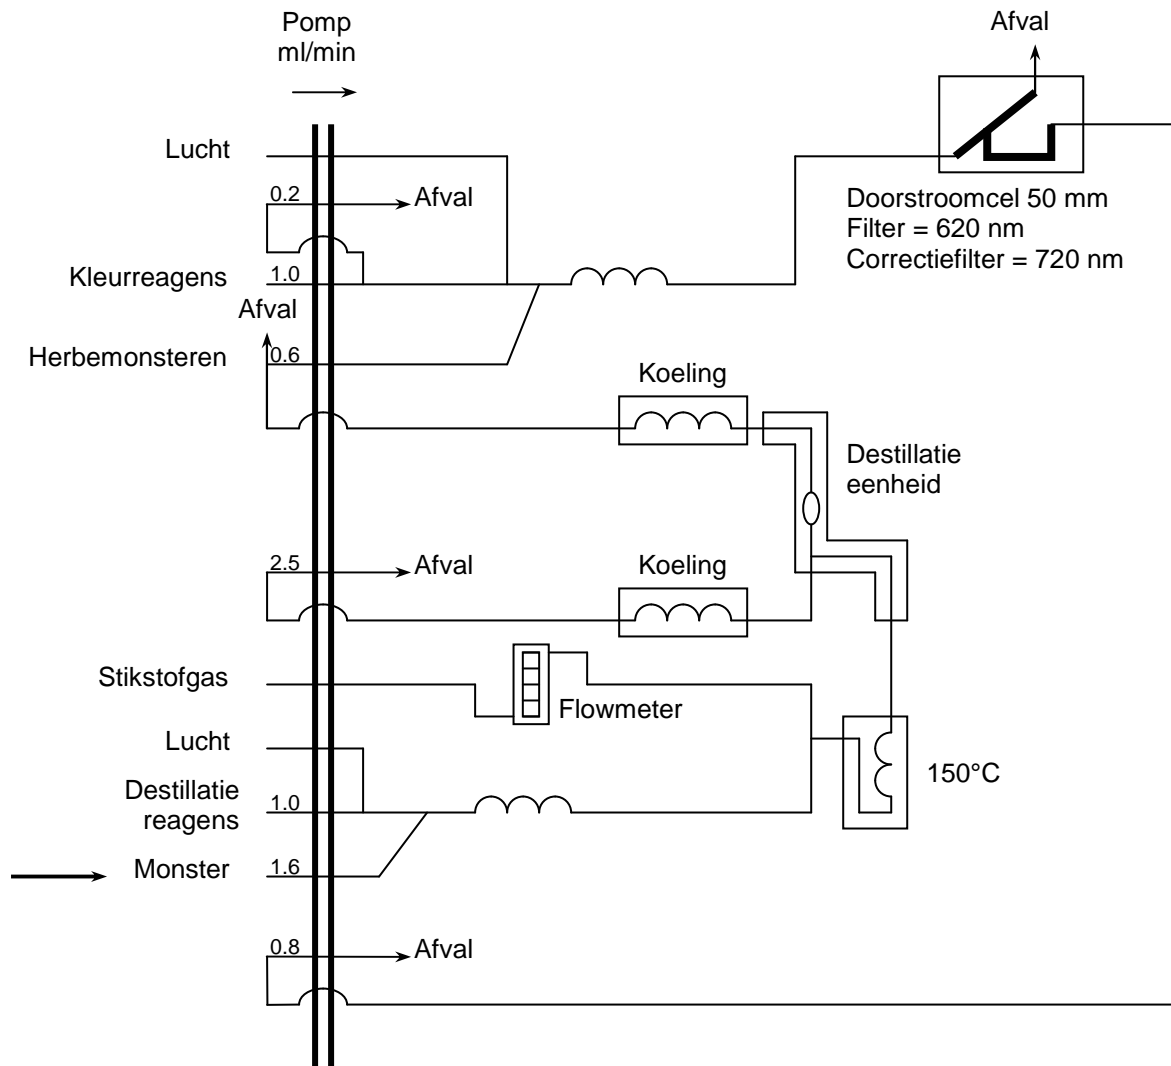 Pomp
ml/min
Afval
Lucht
0.2
Afval
Doorstroomcel 50 mm
Filter = 620 nm
Correctiefilter = 720 nm
Kleurreagens
1.0
Afval
Herbemonsteren
0.6
Koeling
Destillatie
eenheid
2.5
Afval
Koeling
Stikstofgas
Flowmeter
Lucht
150°C
Destillatie
reagens
1.0
Monster
1.6
0.8
Afval